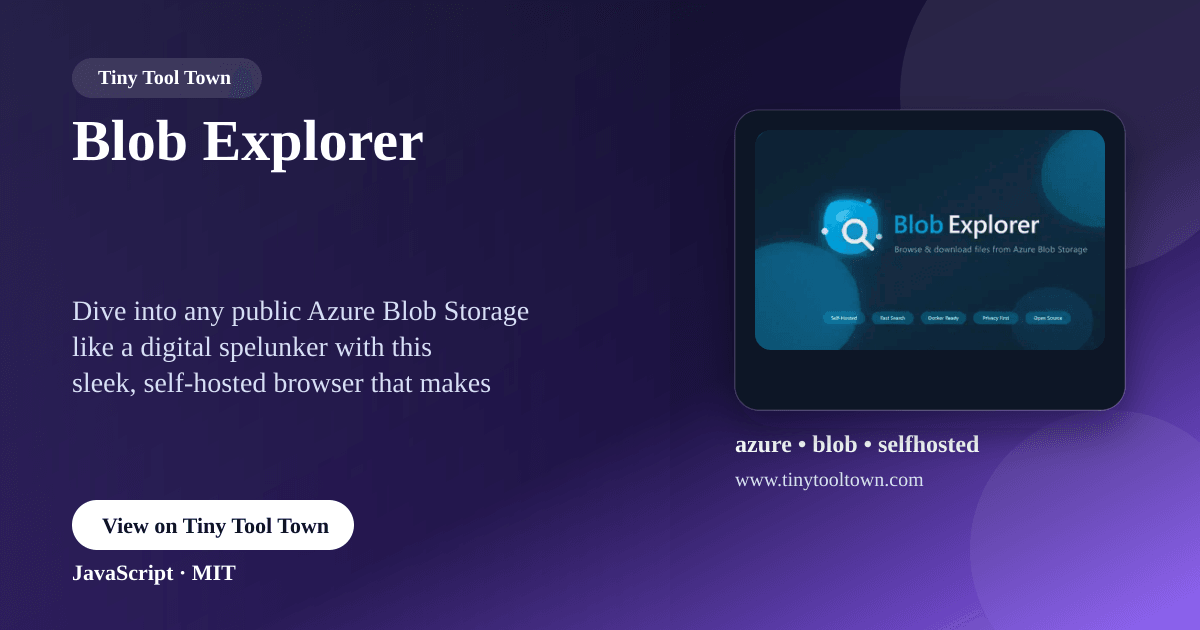 Tiny Tool Town
Blob Explorer
Dive into any public Azure Blob Storage
like a digital spelunker with this
sleek, self-hosted browser that makes
View on Tiny Tool Town
JavaScript · MIT
Blob Explorer
Browse & download files from Azure Blob Storage
Self-Hosted
Fast Search
Docker Ready
Privacy First
Open Source
azure • blob • selfhosted
www.tinytooltown.com